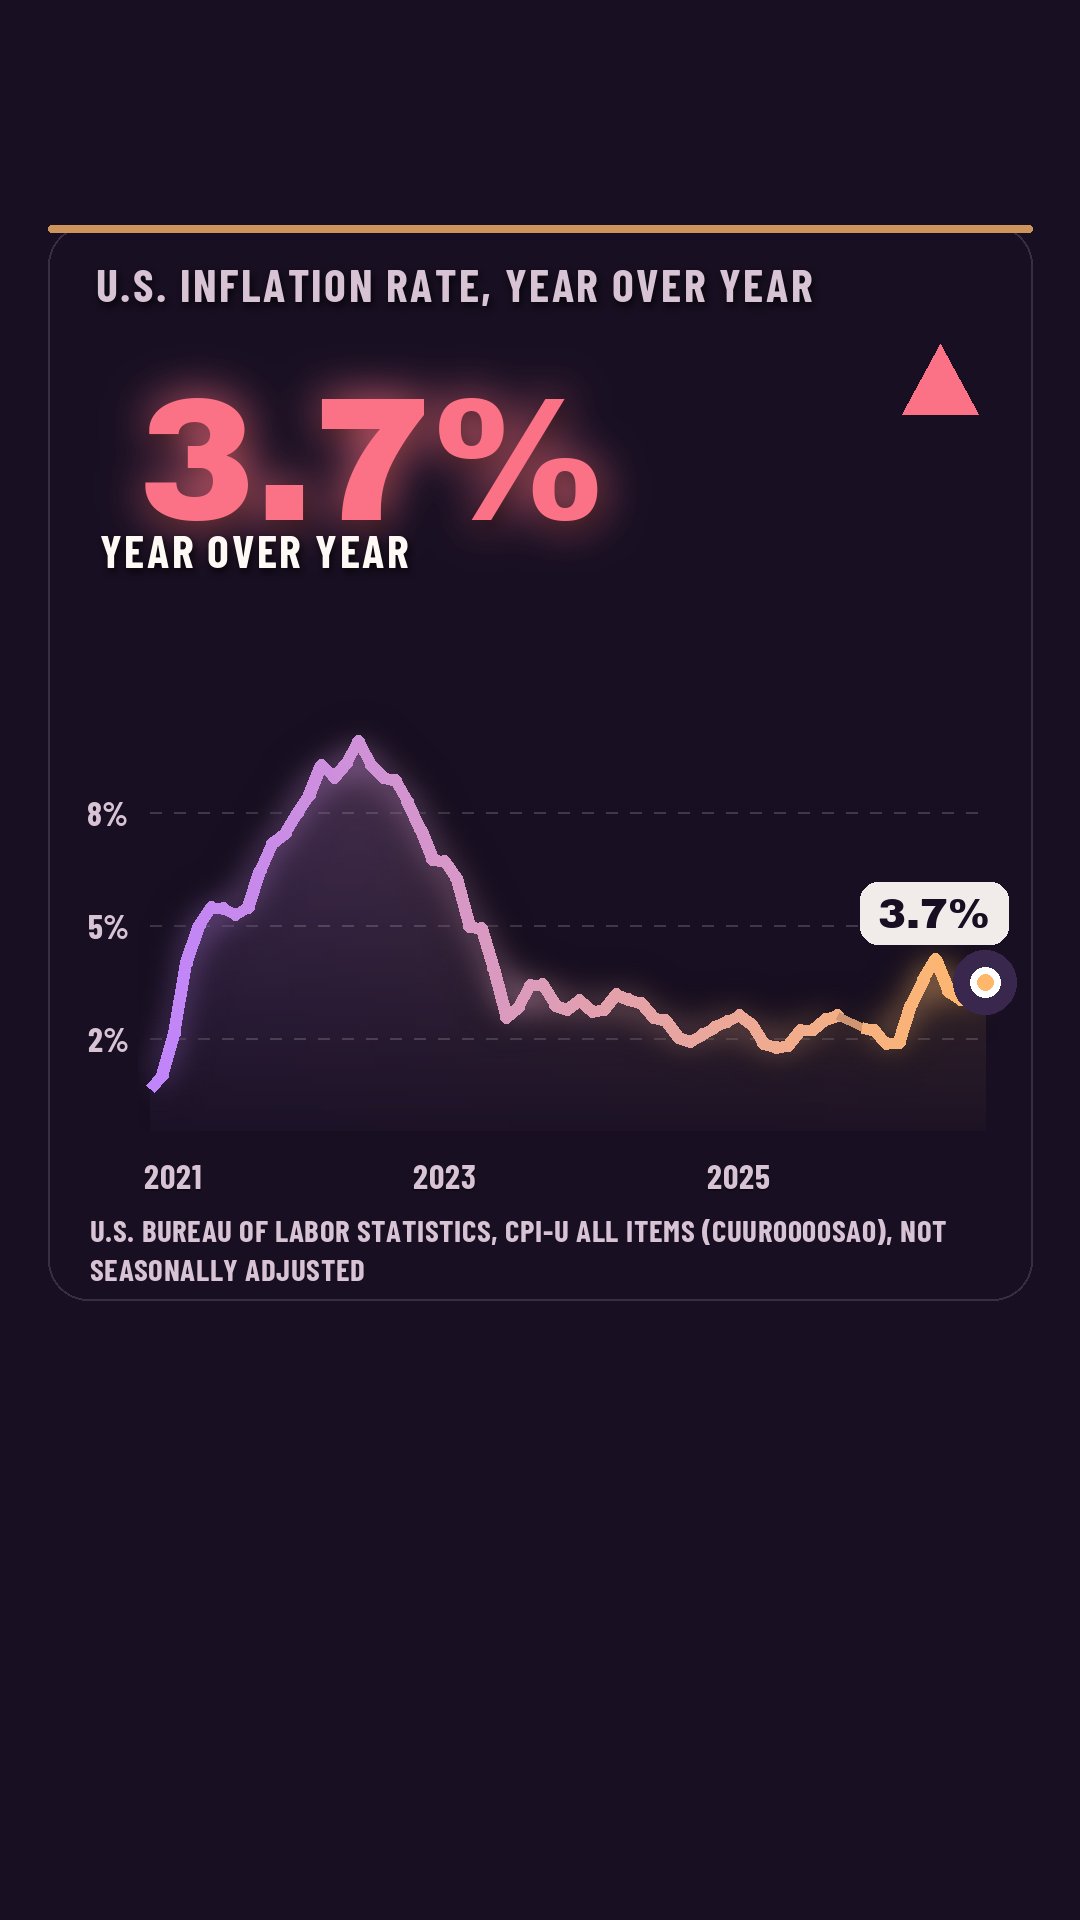 U.S. INFLATION RATE, YEAR OVER YEAR
3.7%
YEAR OVER YEAR
8%
5%
3.7%
2%
2021 2023 2025
U.S. BUREAU OF LABOR STATISTICS, CPI-U ALL ITEMS (CUUR0000SA0), NOT
SEASONALLY ADJUSTED